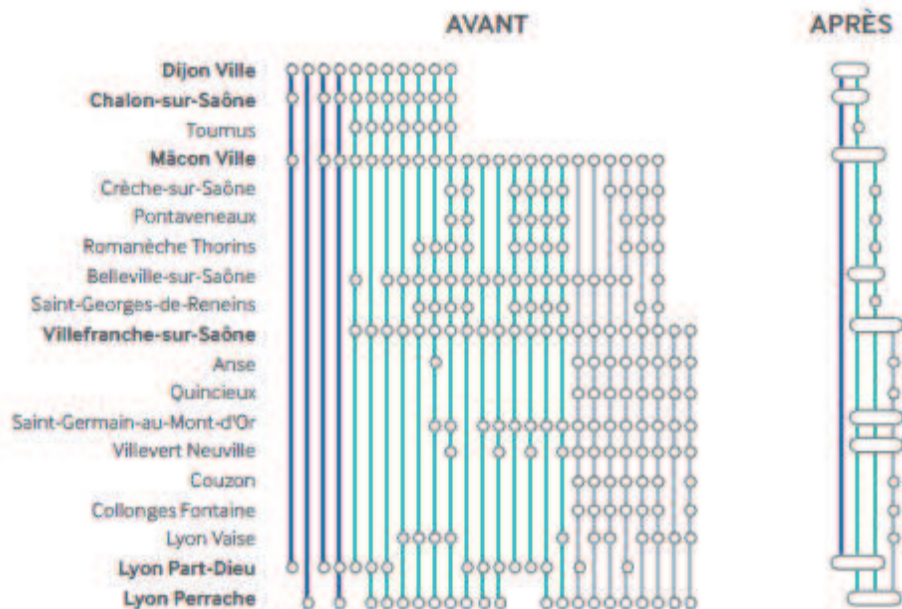 AVANT
APRÈS
Dijon Ville
Chalon-sur-Saône
Tournus
Mâcon Ville
Crèche-sur-Saône
Pontaveneaux
Romanèche Thorins
Belleville-sur-Saône
Saint-Georges-de-Reneins
Villefranche-sur-Saône
Anse
Quincieux
Saint-Germain-au-Mont-d'Or
Villevert Neuville
Couzon
Collonges Fontaine
Lyon Vaise
Lyon Part-Dieu
Lyon Perrache